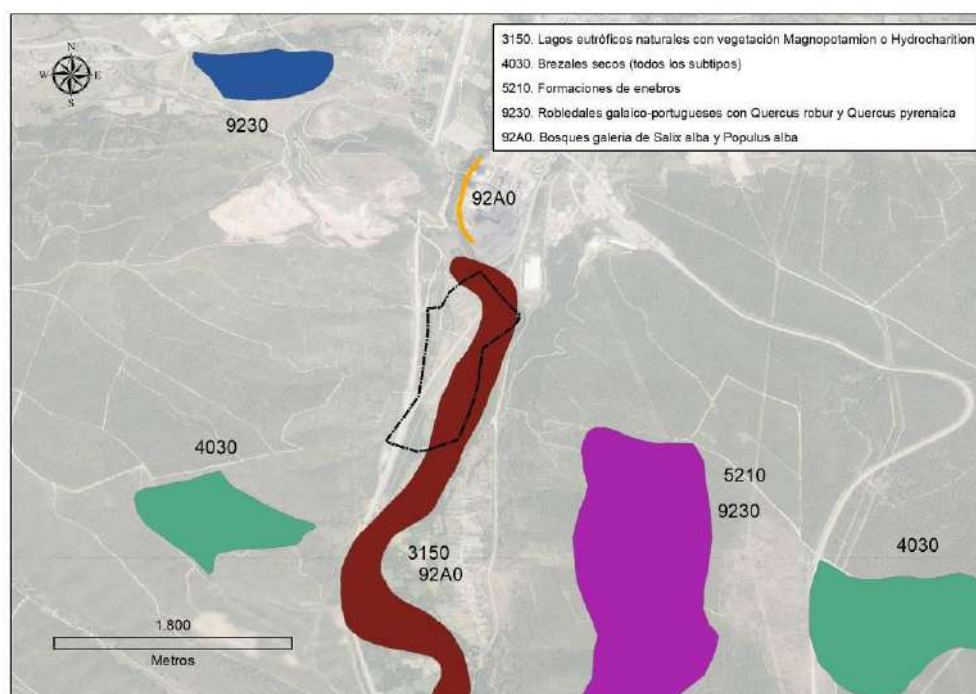 3150. Lagos eutróficos naturales con vegetación Magnopotamion o Hydrocharition
4030. Brezales secos (todos los subtipos)
5210. Formaciones de enebros
9230. Robledales galaico-portugueses con Quercus robur y Quercus pyrenaica
92A0. Bosques galería de Salix alba y Populus alba
N
W E
S
9230
92A0
4030
5210
9230
3150
92A0
4030
1.800
Metros